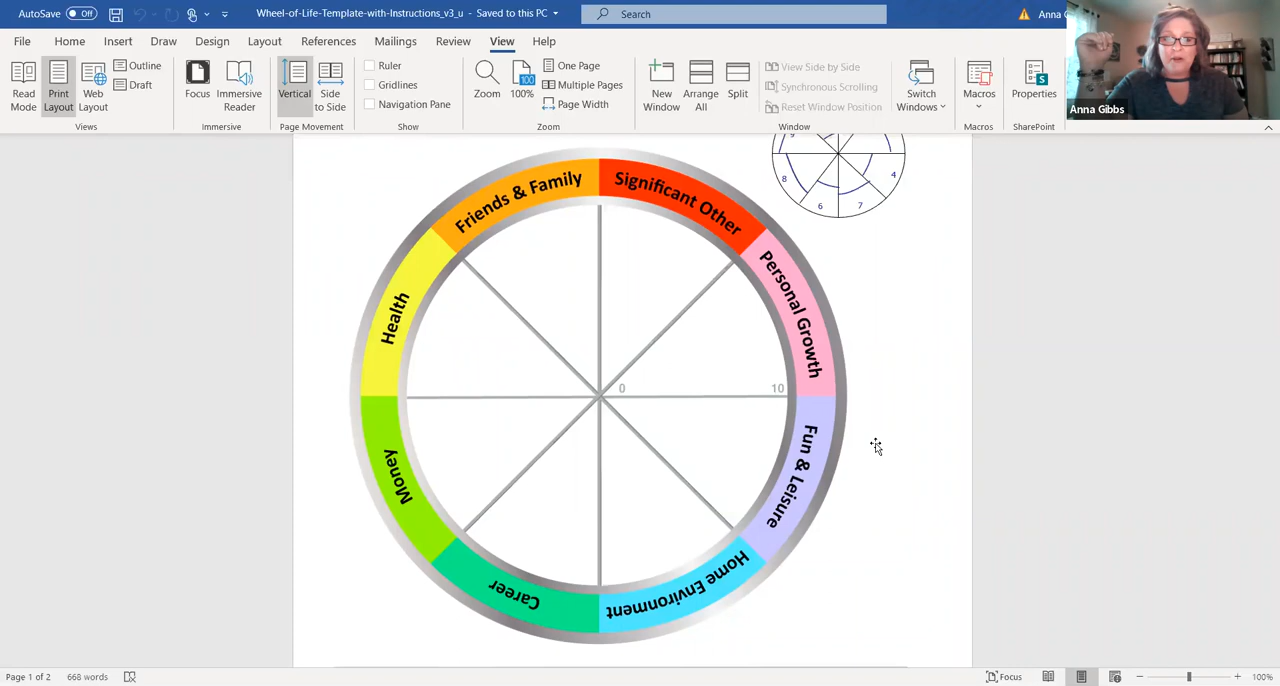 AutoSave Off Wheel-of-Life-Template-with-Instructions_v3_u - Saved to this PC Search Anna
File Home Insert Draw Design Layout References Mailings Review View Help
Read Mode
Print Layout
Web Layout
Outline
Draft
Views
Focus
Immersive Reader
Immersive
Vertical
Side to Side
Page Movement
Ruler
Gridlines
Navigation Pane
Show
Zoom
100
100%
One Page
Multiple Pages
Page Width
Zoom
New Window
Arrange All
Split
View Side by Side
Synchronous Scrolling
Reset Window Position
Switch Windows
Window
Macros
Macros
Properties
SharePoint
Anna Gibbs
8
6
7
4
Friends & Family
Significant Other
Personal Growth
Fun & Leisure
Home Environment
Career
Money
Health
0 10
Page 1 of 2 668 words Focus 100%